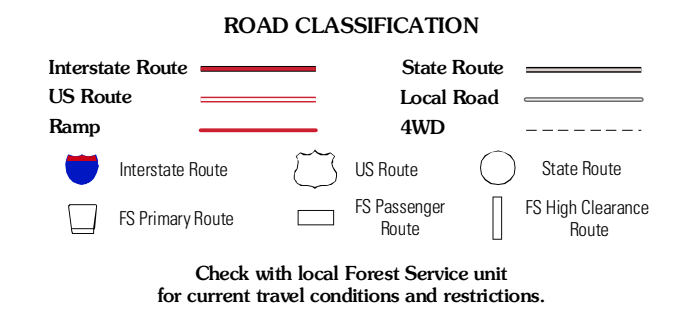 ROAD CLASSIFICATION
Interstate Route
State Route
US Route
Local Road
Ramp
4WD
Interstate Route
US Route
State Route
FS Primary Route
FS Passenger
Route
FS High Clearance
Route
Check with local Forest Service unit
for current travel conditions and restrictions.